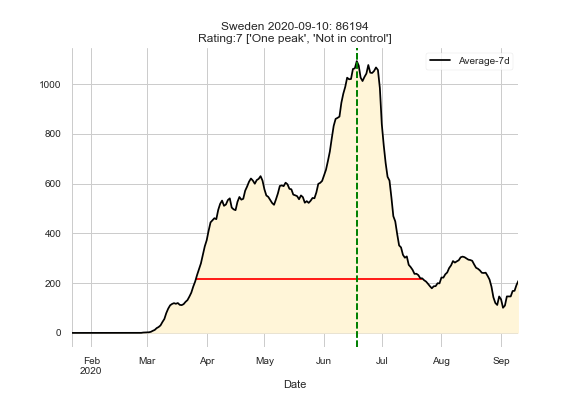 Sweden 2020-09-10: 86194
Rating:7 ['One peak', 'Not in control']
Average-7d
1000
800
600
400
200
0
Feb Mar Apr May Jun Jul Aug Sep
2020
Date